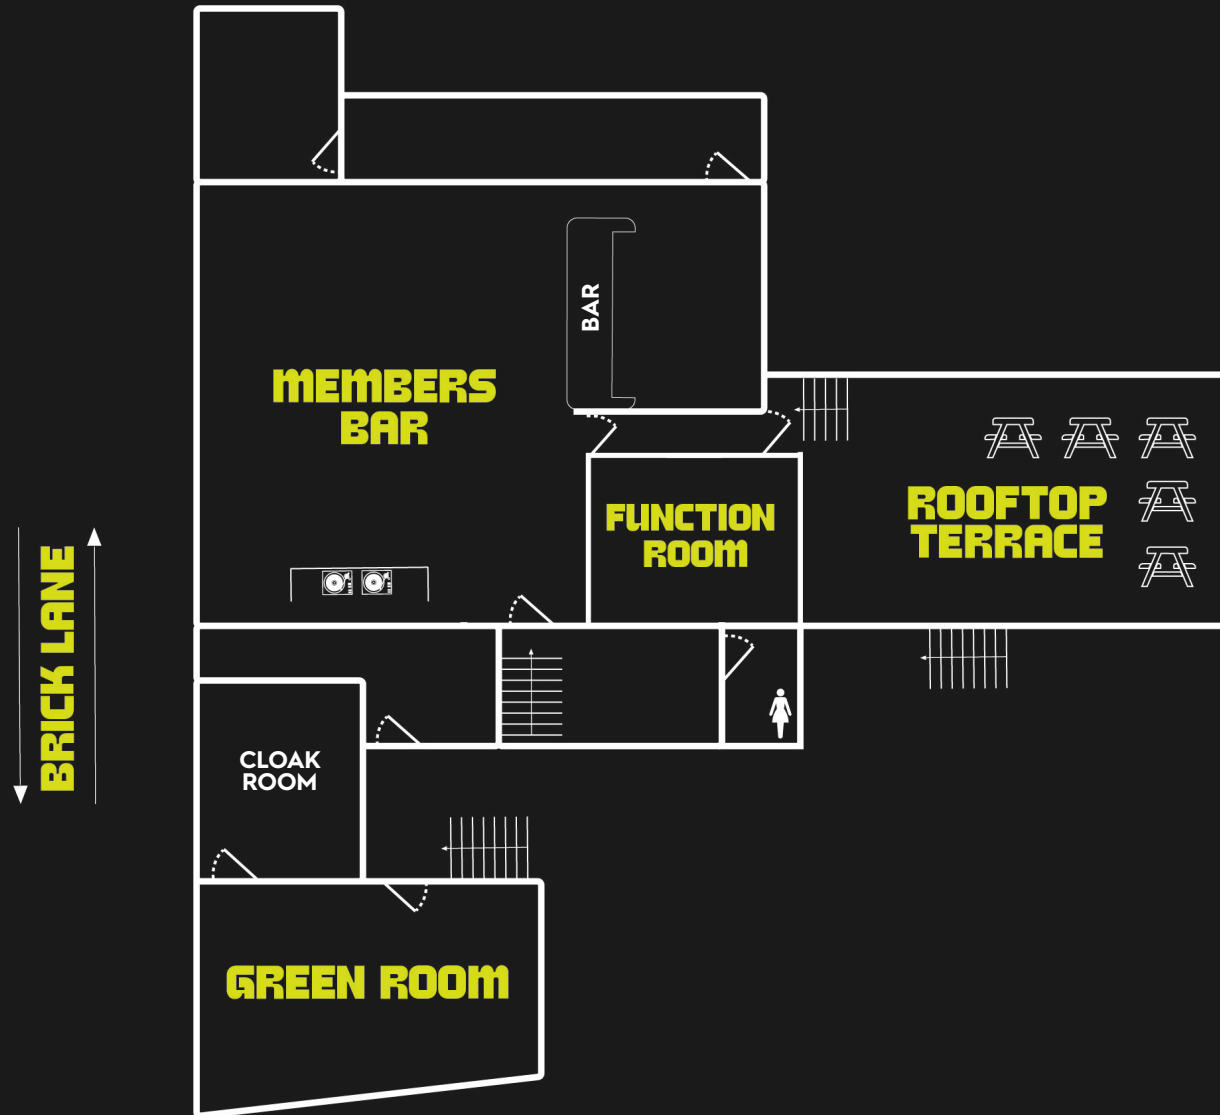 BAR
MEMBERS
BAR
FUNCTION
ROOM
ROOFTOP
TERRACE
BRICK LANE
CLOAK
ROOM
GREEN ROOM